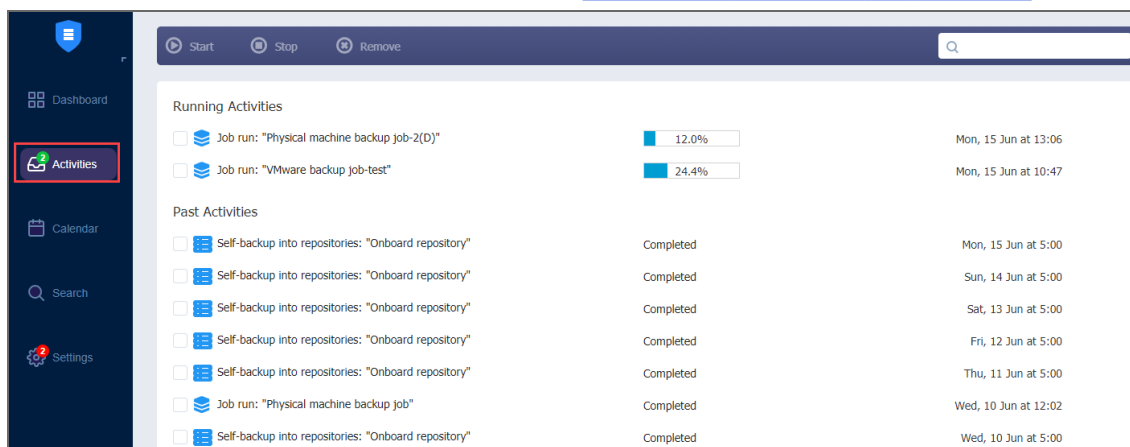 Start Stop Remove
Dashboard
2
Activities
Calendar
Search
2
Settings
Running Activities
Job run: "Physical machine backup job-2(D)" 12.0% Mon, 15 Jun at 13:06
Job run: "VMware backup job-test" 24.4% Mon, 15 Jun at 10:47
Past Activities
Self-backup into repositories: "Onboard repository" Completed Mon, 15 Jun at 5:00
Self-backup into repositories: "Onboard repository" Completed Sun, 14 Jun at 5:00
Self-backup into repositories: "Onboard repository" Completed Sat, 13 Jun at 5:00
Self-backup into repositories: "Onboard repository" Completed Fri, 12 Jun at 5:00
Self-backup into repositories: "Onboard repository" Completed Thu, 11 Jun at 5:00
Job run: "Physical machine backup job" Completed Wed, 10 Jun at 12:02
Self-backup into repositories: "Onboard repository" Completed Wed, 10 Jun at 5:00